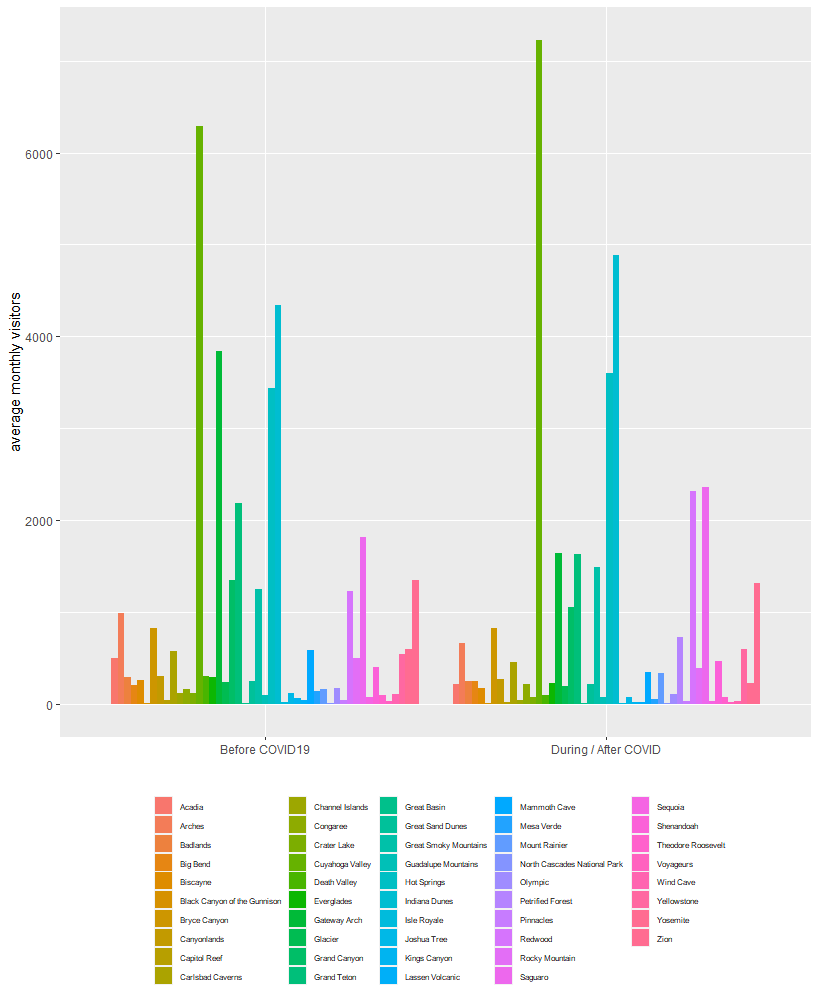 average monthly visitors
6000
4000
2000
0
Before COVID19
During / After COVID
Acadia
Arches
Badlands
Big Bend
Biscayne
Black Canyon of the Gunnison
Bryce Canyon
Canyonlands
Capitol Reef
Carlsbad Caverns
Channel Islands
Congaree
Crater Lake
Cuyahoga Valley
Death Valley
Everglades
Gateway Arch
Glacier
Grand Canyon
Grand Teton
Great Basin
Great Sand Dunes
Great Smoky Mountains
Guadalupe Mountains
Hot Springs
Indiana Dunes
Isle Royale
Joshua Tree
Kings Canyon
Lassen Volcanic
Mammoth Cave
Mesa Verde
Mount Rainier
North Cascades National Park
Olympic
Petrified Forest
Pinnacles
Redwood
Rocky Mountain
Saguaro
Sequoia
Shenandoah
Theodore Roosevelt
Voyageurs
Wind Cave
Yellowstone
Yosemite
Zion